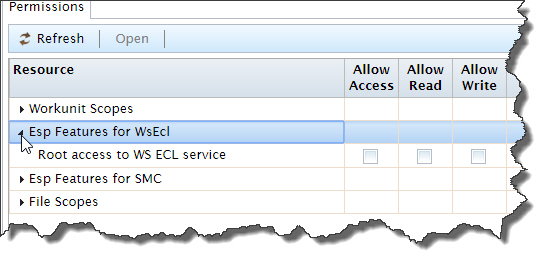 Permissions
Refresh Open
Resource Allow Access Allow Read Allow Write
Workunit Scopes
Esp Features for WsEcl
Root access to WS ECL service
Esp Features for SMC
File Scopes